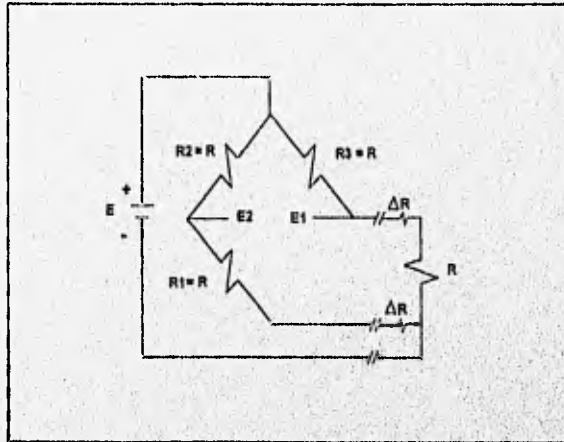 R2 = R
R3 = R
+
E
-
E2
E1
ΔR
R
R1 = R
ΔR